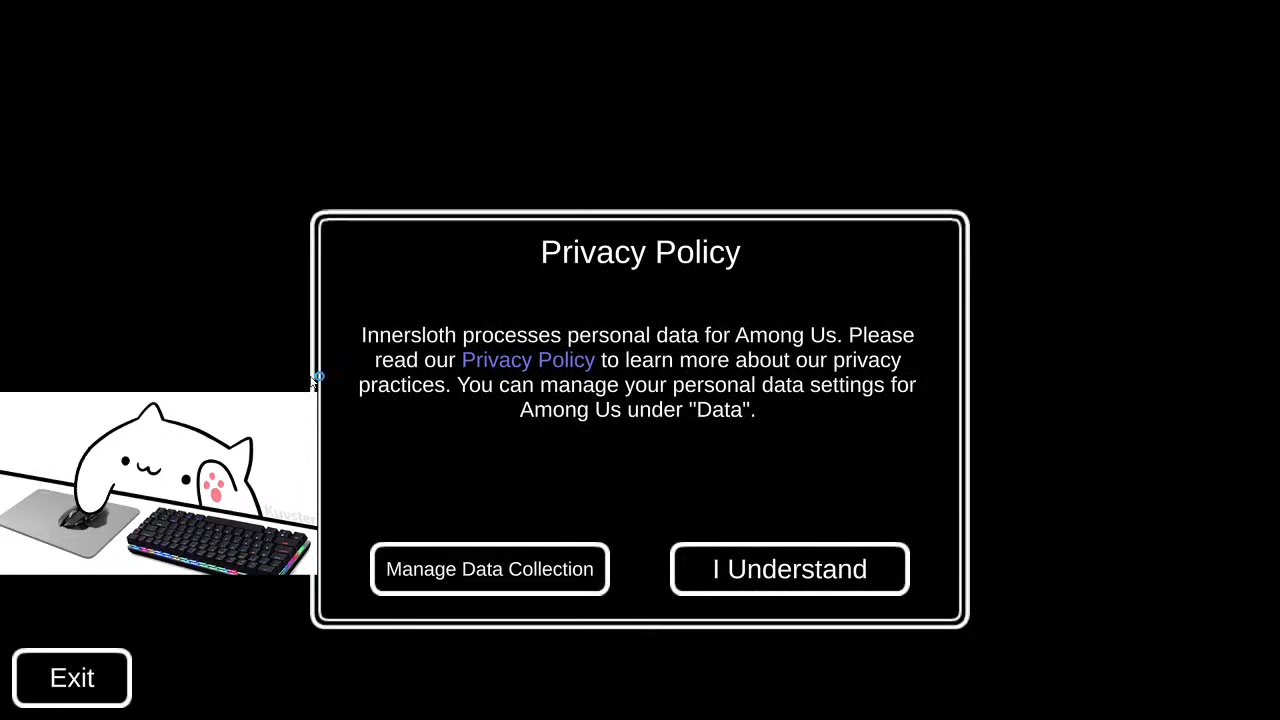 Privacy Policy
Innersloth processes personal data for Among Us. Please
read our Privacy Policy to learn more about our privacy
practices. You can manage your personal data settings for
Among Us under "Data".
Kuvster
Manage Data Collection
I Understand
Exit